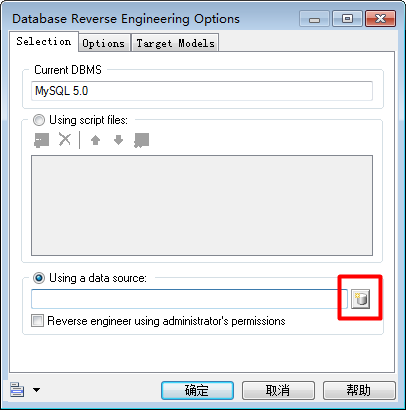 Database Reverse Engineering Options
Selection Options Target Models
Current DBMS
MySQL 5.0
Using script files:
Using a data source:
Reverse engineer using administrator's permissions
确定 取消 帮助